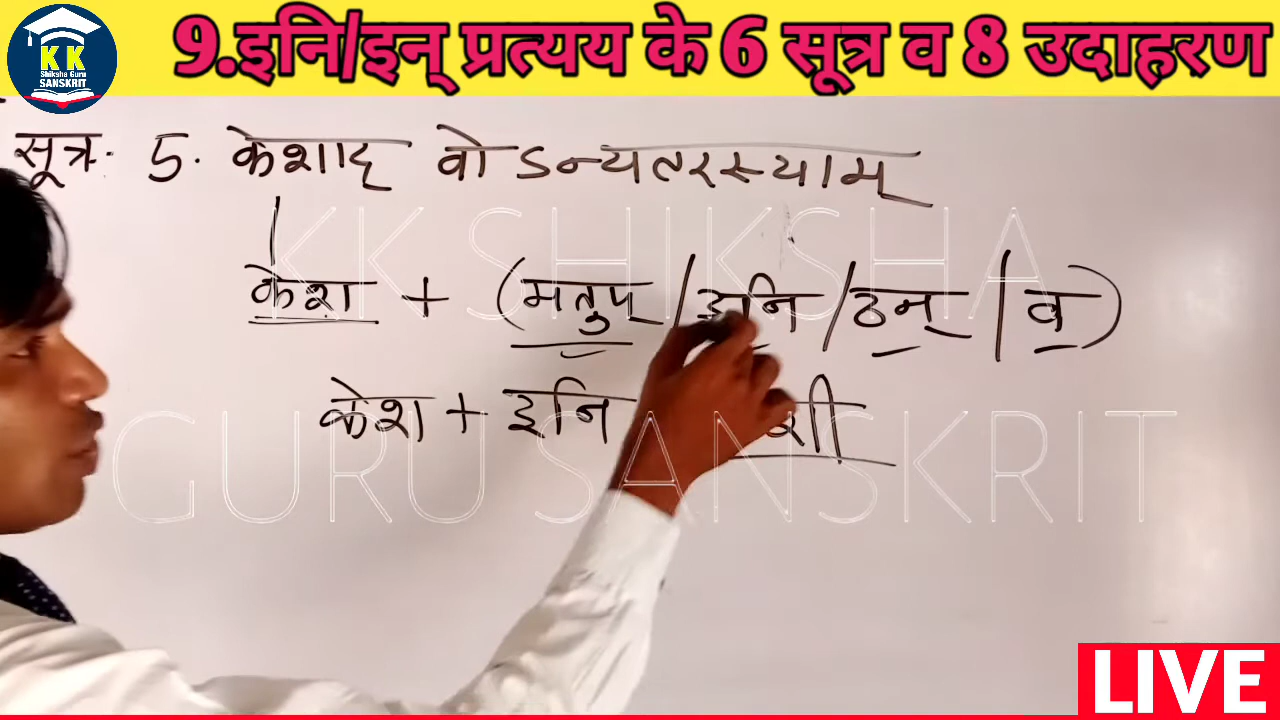 KK
Shiksha Guru
SANSKRIT
9.इनि/इन् प्रत्यय के 6 सूत्र व 8 उदाहरण
सूत्र. 5. केशाद् वोऽन्यतरस्याम्
केश + (मतुप् / इनि / ठन् / व)
केश + इनि शी
KK SHIKSHA
GURU SANSKRIT
LIVE